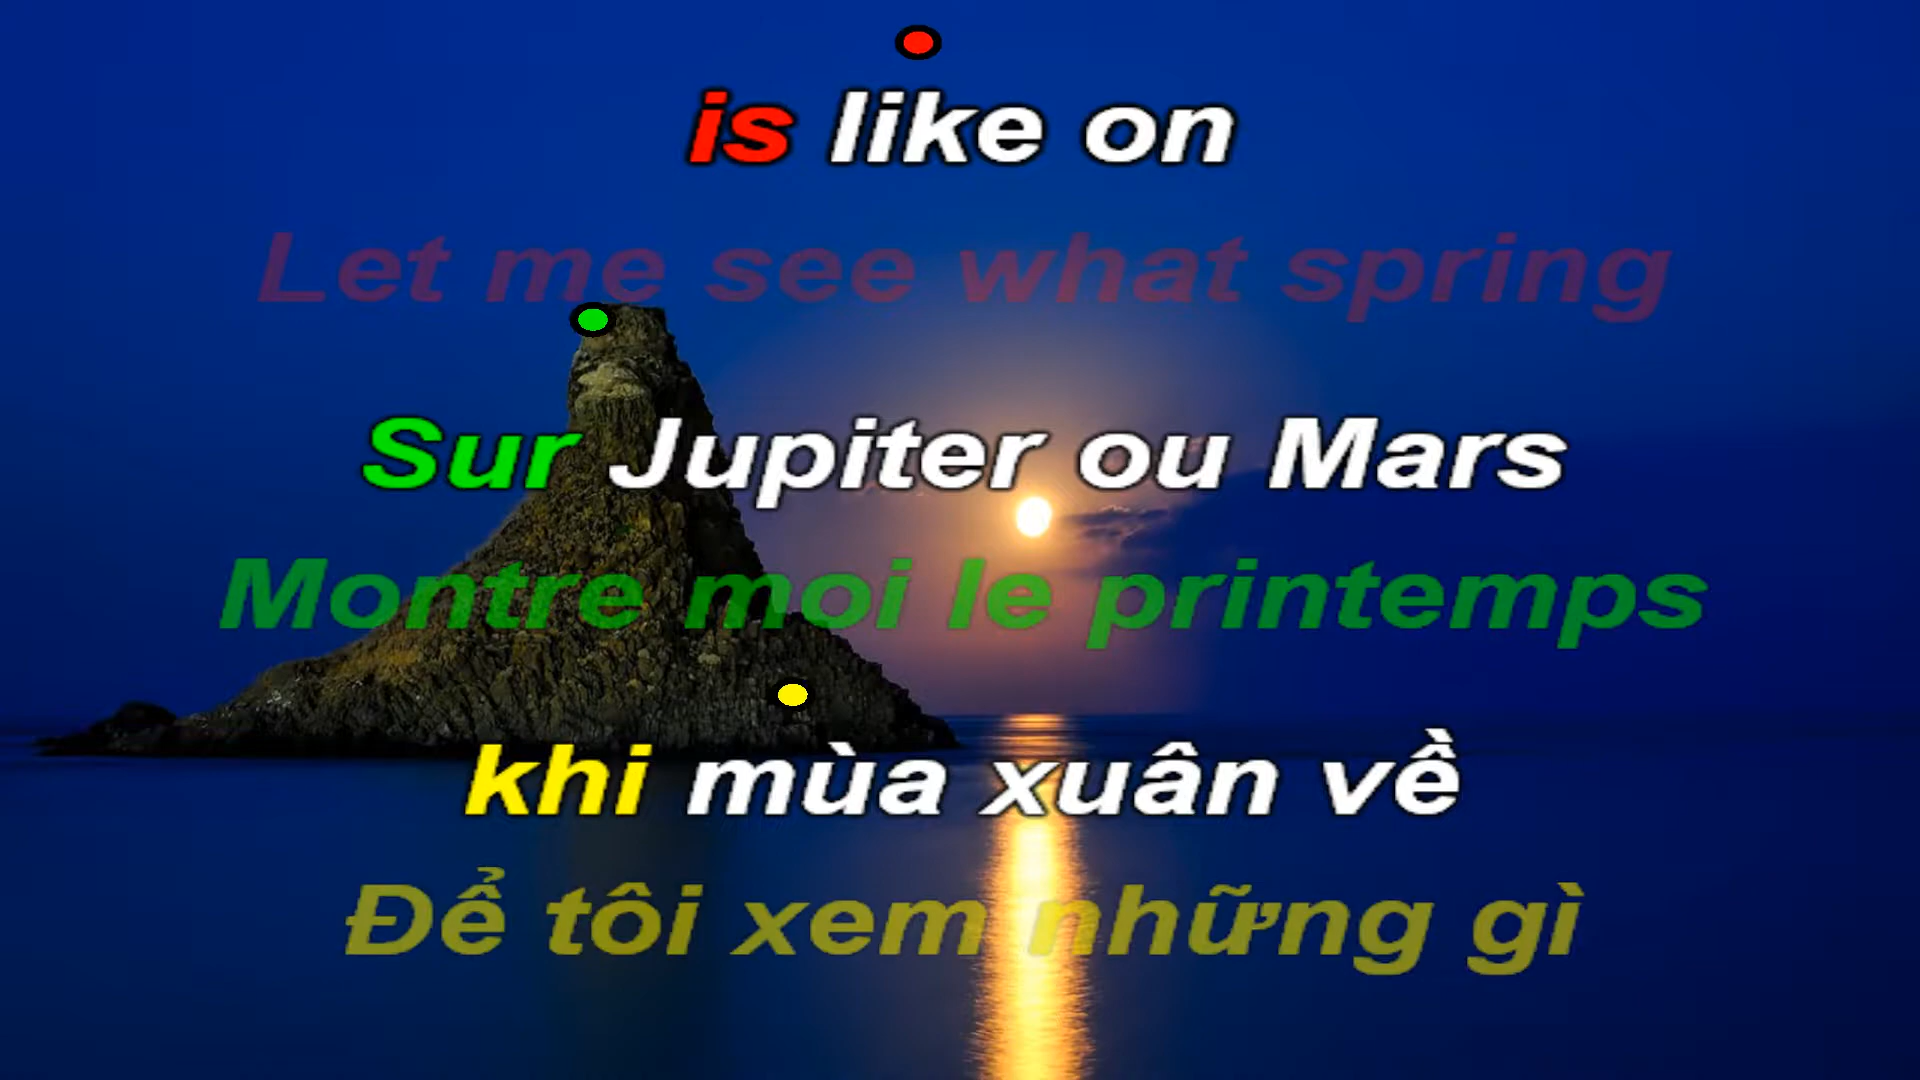 is like on
Let me see what spring
Sur Jupiter ou Mars
Montre moi le printemps
khi mùa xuân về
Để tôi xem những gì